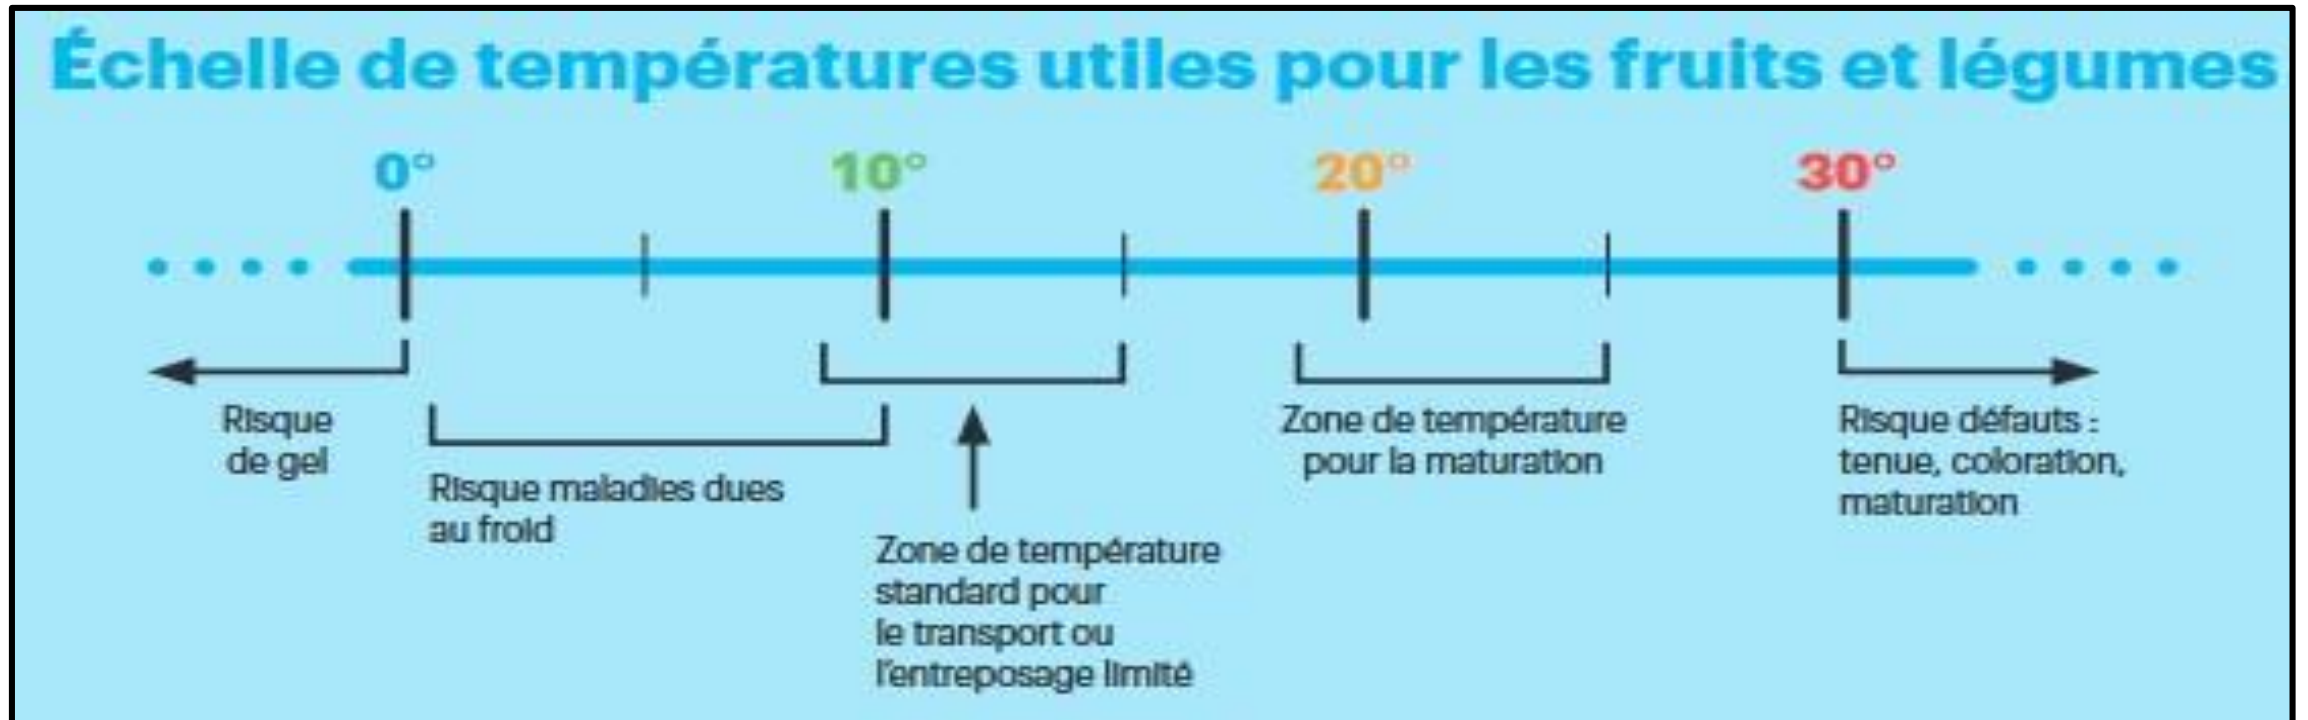 Échelle de températures utiles pour les fruits et légumes
0°
10°
20°
30°
Risque
de gel
Risque maladies dues
au froid
Zone de température
standard pour
le transport ou
l'entreposage limité
Zone de température
pour la maturation
Risque défauts :
tenue, coloration,
maturation